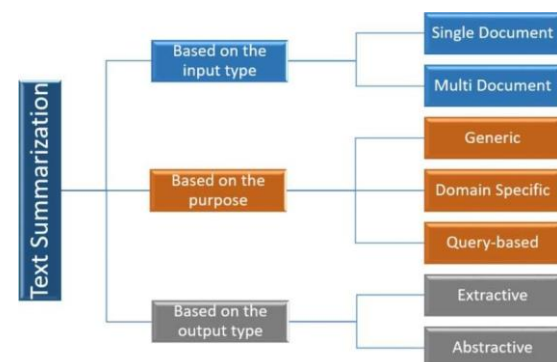 Text Summarization
Based on the
input type
Single Document
Multi Document
Based on the
purpose
Generic
Domain Specific
Query-based
Based on the
output type
Extractive
Abstractive